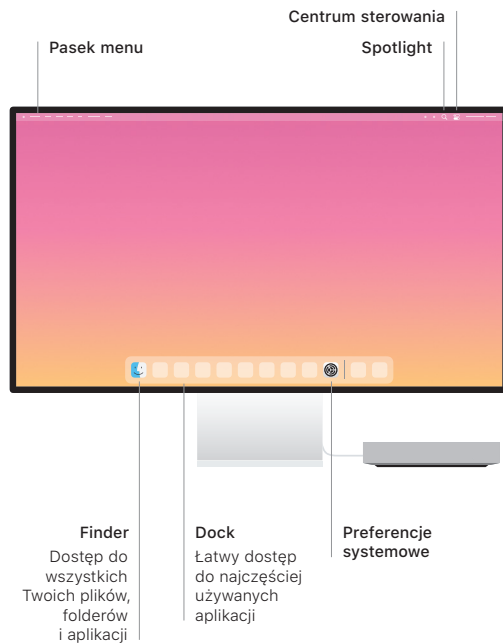 Centrum sterowania
Pasek menu
Spotlight
Finder
Dostęp do
wszystkich
Twoich plików,
folderów
i aplikacji
Dock
Łatwy dostęp
do najczęściej
używanych
aplikacji
Preferencje
systemowe